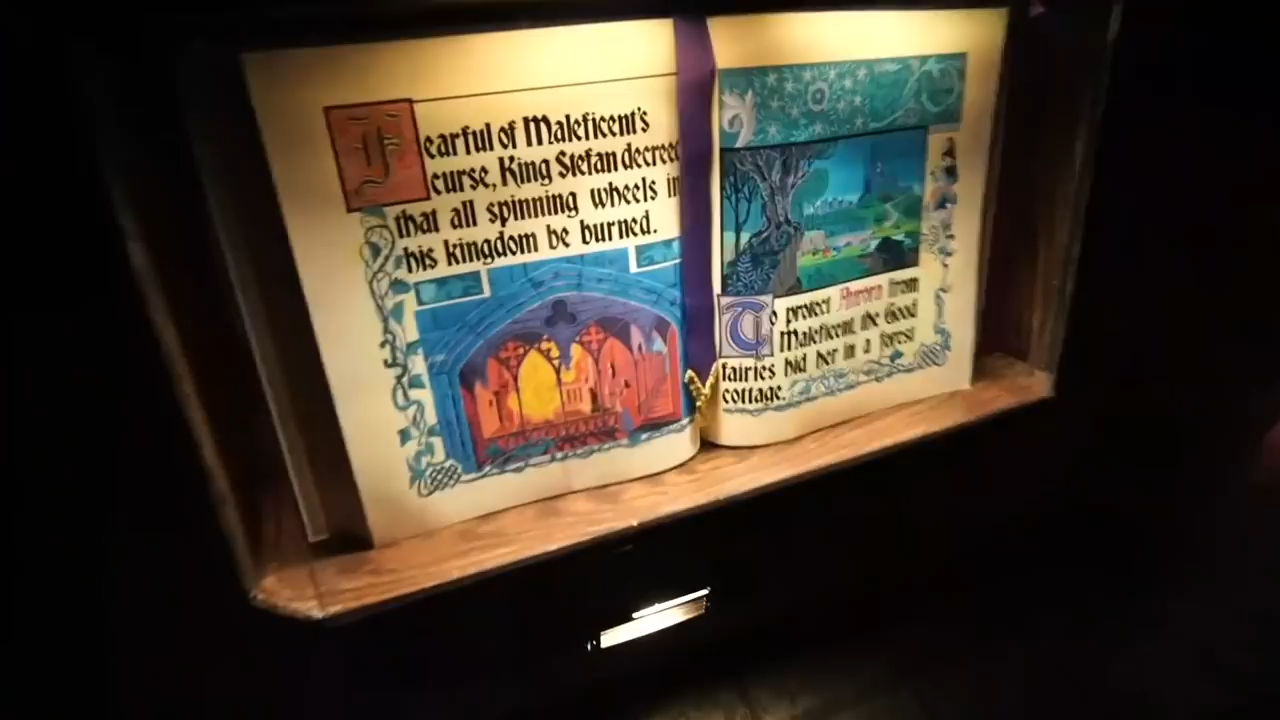 Fearful of Maleficent's
curse, King Stefan decreed
that all spinning wheels in
his kingdom be burned.
To protect Aurora from
Maleficent, the Good
fairies hid her in a forest
cottage.